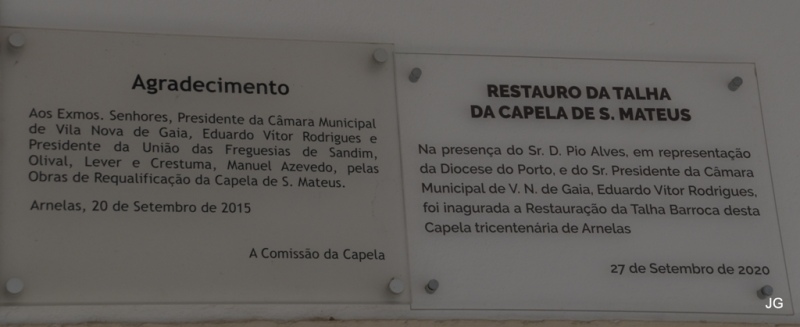 Agradecimento
Aos Exmos. Senhores, Presidente da Câmara Municipal
de Vila Nova de Gaia, Eduardo Vítor Rodrigues e
Presidente da União das Freguesias de Sandim,
Olival, Lever e Crestuma, Manuel Azevedo, pelas
Obras de Requalificação da Capela de S. Mateus.
Arnelas, 20 de Setembro de 2015
A Comissão da Capela
RESTAURO DA TALHA
DA CAPELA DE S. MATEUS
Na presença do Sr. D. Pio Alves, em representação
da Diocese do Porto, e do Sr. Presidente da Câmara
Municipal de V. N. de Gaia, Eduardo Vitor Rodrigues,
foi inagurada a Restauração da Talha Barroca desta
Capela tricentenária de Arnelas
27 de Setembro de 2020
JG